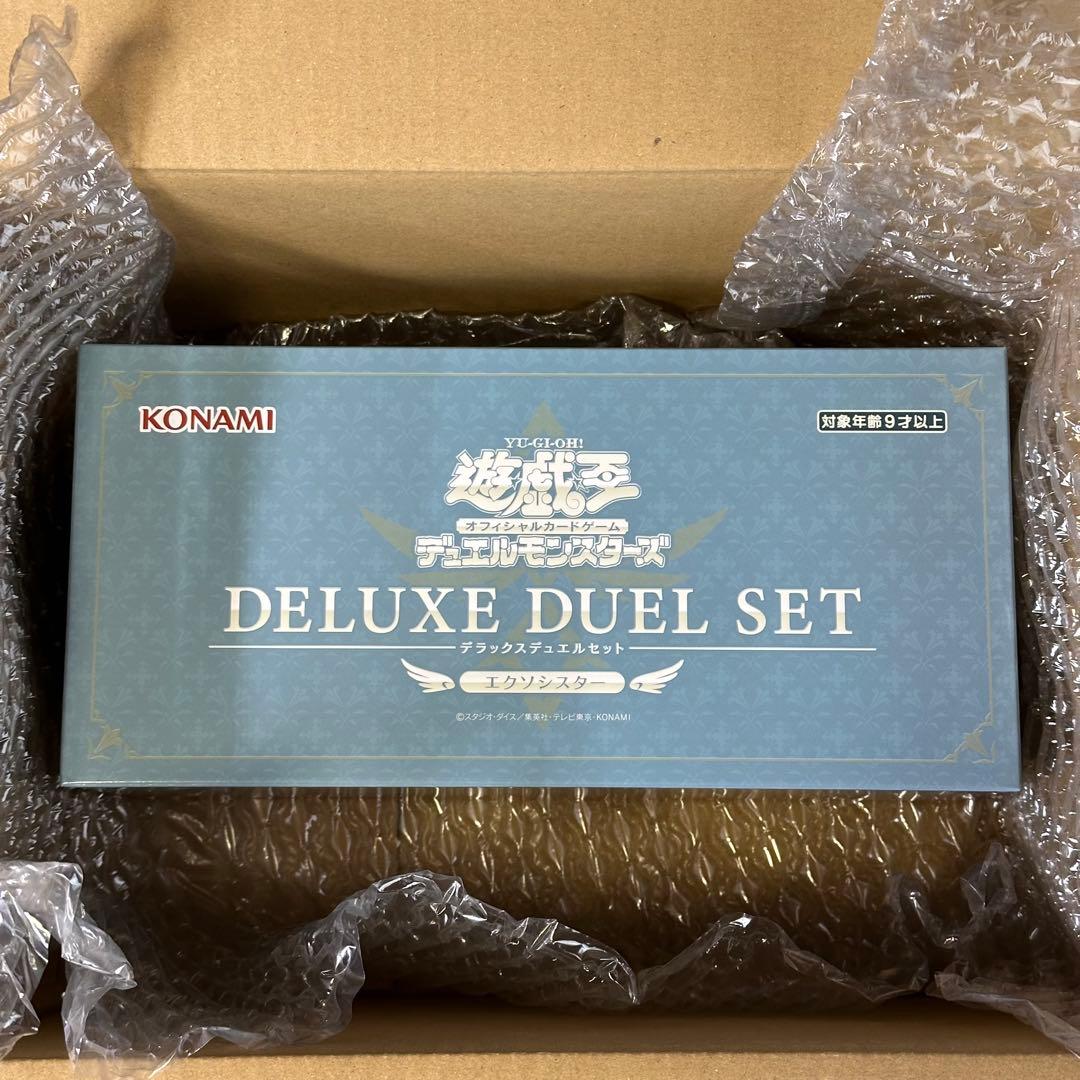 KONAMI
対象年齢9才以上
YU-GI-OH!
遊戯王
オフィシャルカードゲーム
デュエルモンスターズ
DELUXE DUEL SET
デラックスデュエルセット
エクソシスター
©スタジオ・ダイス/集英社・テレビ東京・KONAMI